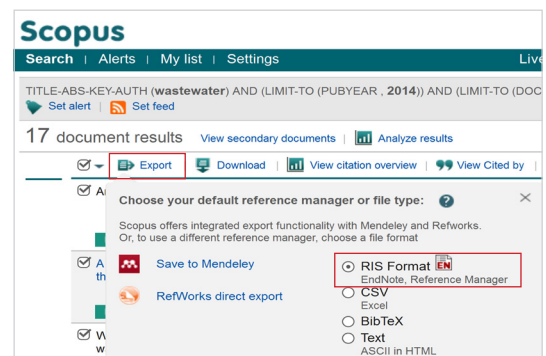 Scopus
Search | Alerts | My list | Settings Live
TITLE-ABS-KEY-AUTH (wastewater) AND (LIMIT-TO (PUBYEAR , 2014)) AND (LIMIT-TO (DOC
Set alert | Set feed
17 document results View secondary documents | Analyze results
Export Download | View citation overview | View Cited by |
A
Choose your default reference manager or file type: ?
Scopus offers integrated export functionality with Mendeley and Refworks.
Or, to use a different reference manager, choose a file format
A
th
Save to Mendeley
RIS Format EN
EndNote, Reference Manager
RefWorks direct export
CSV
Excel
BibTeX
W
w
Text
ASCII in HTML